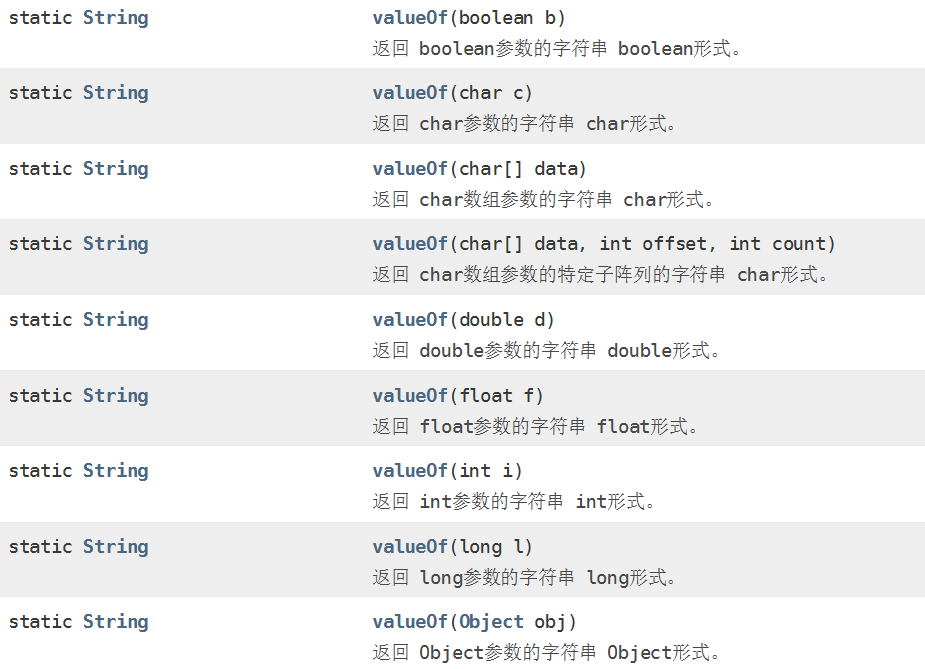 static String valueOf(boolean b)
返回 boolean参数的字符串 boolean形式。
static String valueOf(char c)
返回 char参数的字符串 char形式。
static String valueOf(char[] data)
返回 char数组参数的字符串 char形式。
static String valueOf(char[] data, int offset, int count)
返回 char数组参数的特定子阵列的字符串 char形式。
static String valueOf(double d)
返回 double参数的字符串 double形式。
static String valueOf(float f)
返回 float参数的字符串 float形式。
static String valueOf(int i)
返回 int参数的字符串 int形式。
static String valueOf(long l)
返回 long参数的字符串 long形式。
static String valueOf(Object obj)
返回 Object参数的字符串 Object形式。